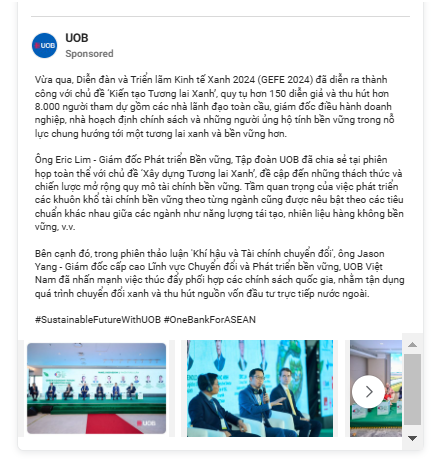 UOB
UOB
Sponsored
Vừa qua, Diễn đàn và Triển lãm Kinh tế Xanh 2024 (GEFE 2024) đã diễn ra thành
công với chủ đề 'Kiến tạo Tương lai Xanh', quy tụ hơn 150 diễn giả và thu hút hơn
8.000 người tham dự gồm các nhà lãnh đạo toàn cầu, giám đốc điều hành doanh
nghiệp, nhà hoạch định chính sách và những người ủng hộ tính bền vững trong nỗ
lực chung hướng tới một tương lai xanh và bền vững hơn.
Ông Eric Lim - Giám đốc Phát triển Bền vững, Tập đoàn UOB đã chia sẻ tại phiên
họp toàn thể với chủ đề 'Xây dựng Tương lai Xanh', đề cập đến những thách thức và
chiến lược mở rộng quy mô tài chính bền vững. Tầm quan trọng của việc phát triển
các khuôn khổ tài chính bền vững theo từng ngành cũng được nêu bật theo các tiêu
chuẩn khác nhau giữa các ngành như năng lượng tái tạo, nhiên liệu hàng không bền
vững, v.v.
Bên cạnh đó, trong phiên thảo luận 'Khí hậu và Tài chính chuyển đổi', ông Jason
Yang - Giám đốc cấp cao Lĩnh vực Chuyển đổi và Phát triển bền vững, UOB Việt
Nam đã nhấn mạnh việc thúc đẩy phối hợp các chính sách quốc gia, nhằm tận dụng
quá trình chuyển đổi xanh và thu hút nguồn vốn đầu tư trực tiếp nước ngoài.
#SustainableFutureWithUOB #OneBankForASEAN
UOB